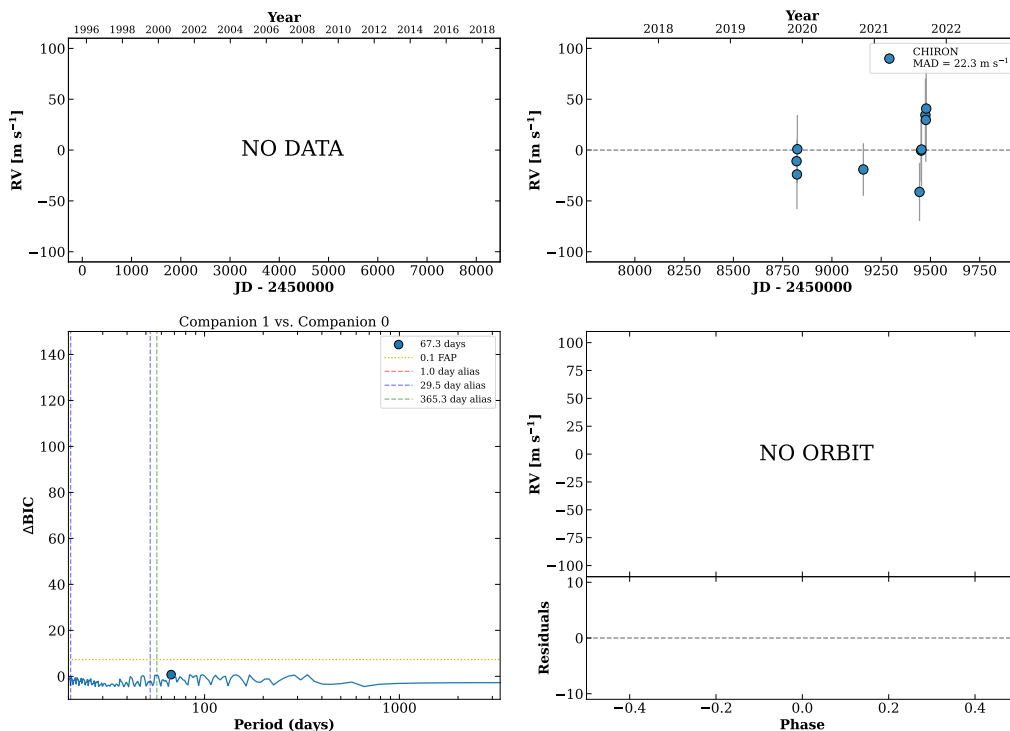 Year
1996 1998 2000 2001 2002 2004 2006 2008 2010 2012 2014 2016 2018
100
50
0
−50
−100
RV [m s⁻¹]
NO DATA
0 1000 2000 3000 4000 5000 6000 7000 8000
JD - 2450000
Year
2018 2019 2020 2021 2022
100
50
0
−50
−100
RV [m s⁻¹]
CHIRON
MAD = 22.3 m s⁻¹
8000 8250 8500 8750 9000 9250 9500 9750
JD - 2450000
Companion 1 vs. Companion 0
140
120
100
80
60
40
20
0
ΔBIC
67.3 days
0.1 FAP
1.0 day alias
29.5 day alias
365.3 day alias
100 1000
Period (days)
100
75
50
25
0
−25
−50
−75
−100
RV [m s⁻¹]
NO ORBIT
10
0
−10
Residuals
−0.4 −0.2 0.0 0.2 0.4
Phase